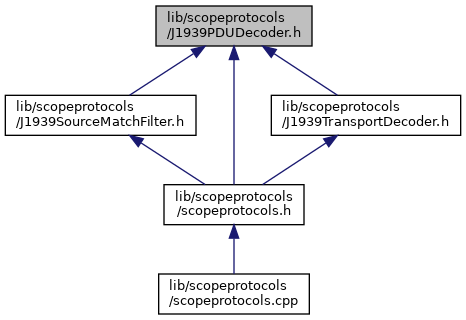 lib/scopeprotocols
/J1939PDUDecoder.h
lib/scopeprotocols
/J1939SourceMatchFilter.h
lib/scopeprotocols
/J1939TransportDecoder.h
lib/scopeprotocols
/scopeprotocols.h
lib/scopeprotocols
/scopeprotocols.cpp